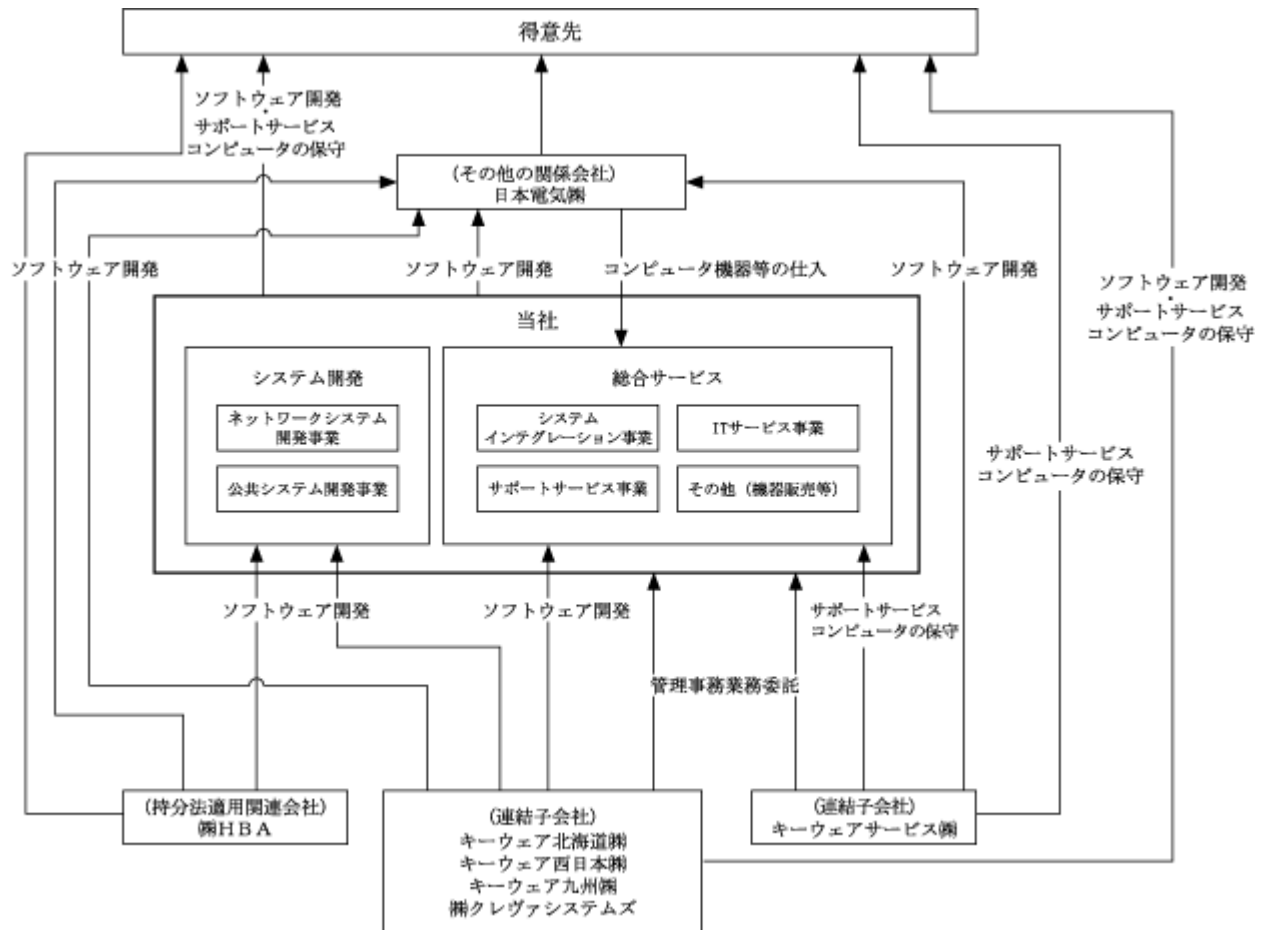 得意先
ソフトウェア開発
・
サポートサービス
コンピュータの保守
(その他の関係会社)
日本電気㈱
ソフトウェア開発
ソフトウェア開発
コンピュータ機器等の仕入
ソフトウェア開発
ソフトウェア開発
・
サポートサービス
コンピュータの保守
当社
システム開発
ネットワークシステム
開発事業
公共システム開発事業
総合サービス
システム
インテグレーション事業
ITサービス事業
サポートサービス事業
その他（機器販売等）
サポートサービス
コンピュータの保守
ソフトウェア開発
ソフトウェア開発
サポートサービス
コンピュータの保守
管理事務業務委託
(持分法適用関連会社)
㈱ＨＢＡ
(連結子会社)
キーウェア北海道㈱
キーウェア西日本㈱
キーウェア九州㈱
㈱クレヴァシステムズ
(連結子会社)
キーウェアサービス㈱